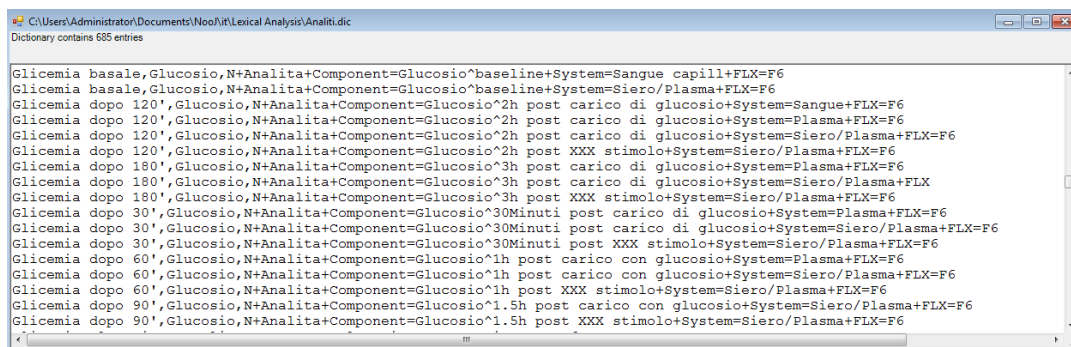 C:\Users\Administrator\Documents\NooJ\it\Lexical Analysis\Analiti.dic
Dictionary contains 685 entries
Glicemia basale,Glucosio,N+Analita+Component=Glucosio^baseline+System=Sangue capill+FLX=F6
Glicemia basale,Glucosio,N+Analita+Component=Glucosio^baseline+System=Siero/Plasma+FLX=F6
Glicemia dopo 120',Glucosio,N+Analita+Component=Glucosio^2h post carico di glucosio+System=Sangue+FLX=F6
Glicemia dopo 120',Glucosio,N+Analita+Component=Glucosio^2h post carico di glucosio+System=Plasma+FLX=F6
Glicemia dopo 120',Glucosio,N+Analita+Component=Glucosio^2h post carico di glucosio+System=Siero/Plasma+FLX=F6
Glicemia dopo 120',Glucosio,N+Analita+Component=Glucosio^2h post XXX stimolo+System=Siero/Plasma+FLX=F6
Glicemia dopo 180',Glucosio,N+Analita+Component=Glucosio^3h post carico di glucosio+System=Plasma+FLX=F6
Glicemia dopo 180',Glucosio,N+Analita+Component=Glucosio^3h post carico di glucosio+System=Siero/Plasma+FLX
Glicemia dopo 180',Glucosio,N+Analita+Component=Glucosio^3h post XXX stimolo+System=Siero/Plasma+FLX=F6
Glicemia dopo 30',Glucosio,N+Analita+Component=Glucosio^30Minuti post carico di glucosio+System=Plasma+FLX=F6
Glicemia dopo 30',Glucosio,N+Analita+Component=Glucosio^30Minuti post carico di glucosio+System=Siero/Plasma+FLX=F6
Glicemia dopo 30',Glucosio,N+Analita+Component=Glucosio^30Minuti post XXX stimolo+System=Siero/Plasma+FLX=F6
Glicemia dopo 60',Glucosio,N+Analita+Component=Glucosio^1h post carico con glucosio+System=Plasma+FLX=F6
Glicemia dopo 60',Glucosio,N+Analita+Component=Glucosio^1h post carico con glucosio+System=Siero/Plasma+FLX=F6
Glicemia dopo 60',Glucosio,N+Analita+Component=Glucosio^1h post XXX stimolo+System=Siero/Plasma+FLX=F6
Glicemia dopo 90',Glucosio,N+Analita+Component=Glucosio^1.5h post carico con glucosio+System=Siero/Plasma+FLX=F6
Glicemia dopo 90',Glucosio,N+Analita+Component=Glucosio^1.5h post XXX stimolo+System=Siero/Plasma+FLX=F6